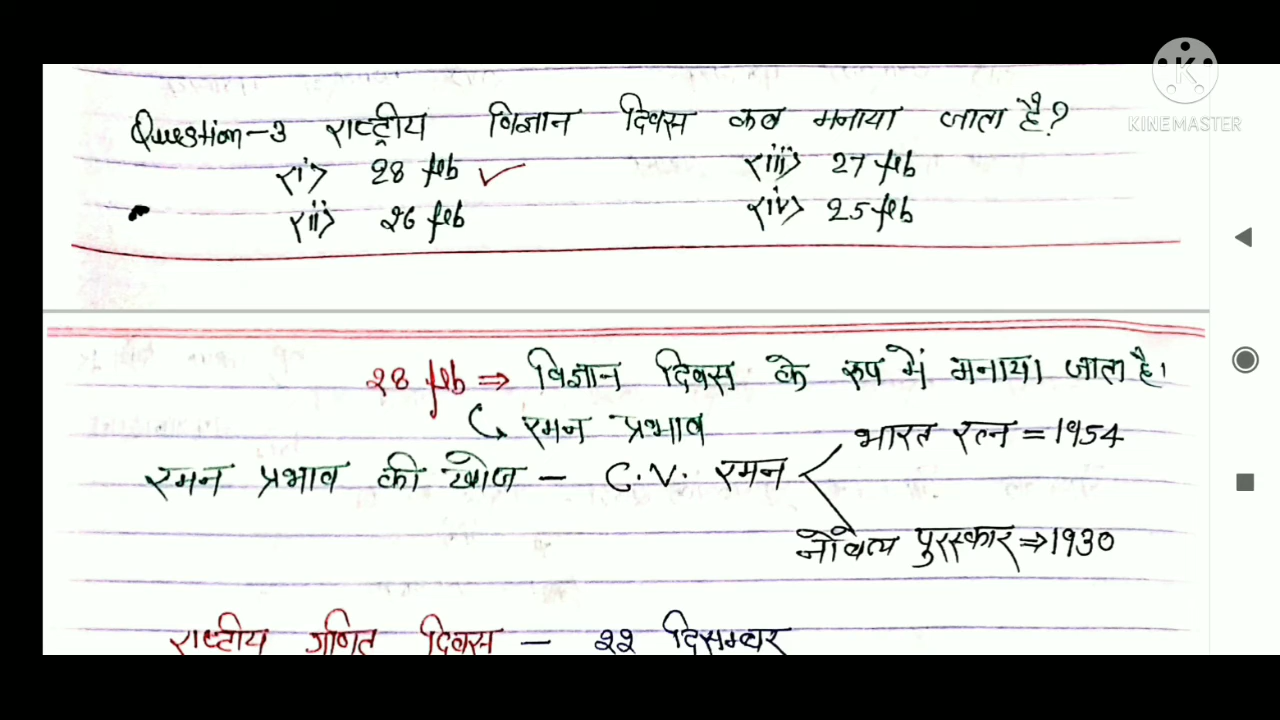 KINEMASTER
Question-3 राष्ट्रीय विज्ञान दिवस कब मनाया जाता है?
(i) 28 feb ✓ (iii) 27 feb
(ii) 26 feb (iv) 25 feb
28 feb ⇒ विज्ञान दिवस के रूप में मनाया जाता है।
↳ रमन प्रभाव
भारत रत्न = 1954
रमन प्रभाव की खोज - C.V. रमन
नोवेल्य पुरस्कार ⇒ 1930
राष्टीय गणित दिवस - 22 दिसम्बर